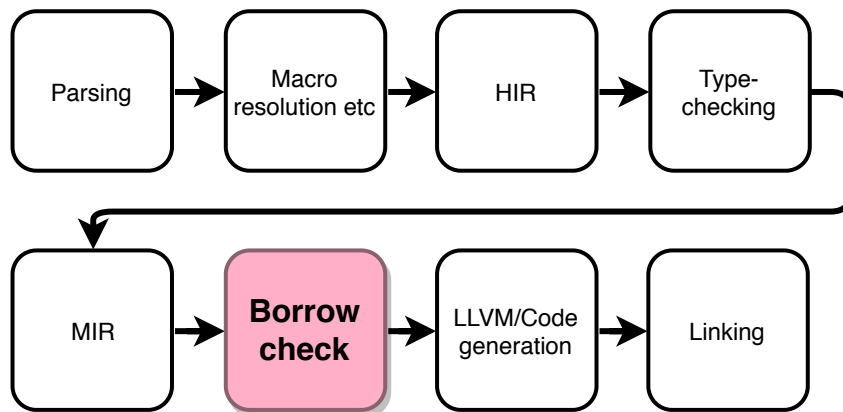 Parsing
Macro
resolution etc
HIR
Type-
checking
MIR
Borrow
check
LLVM/Code
generation
Linking